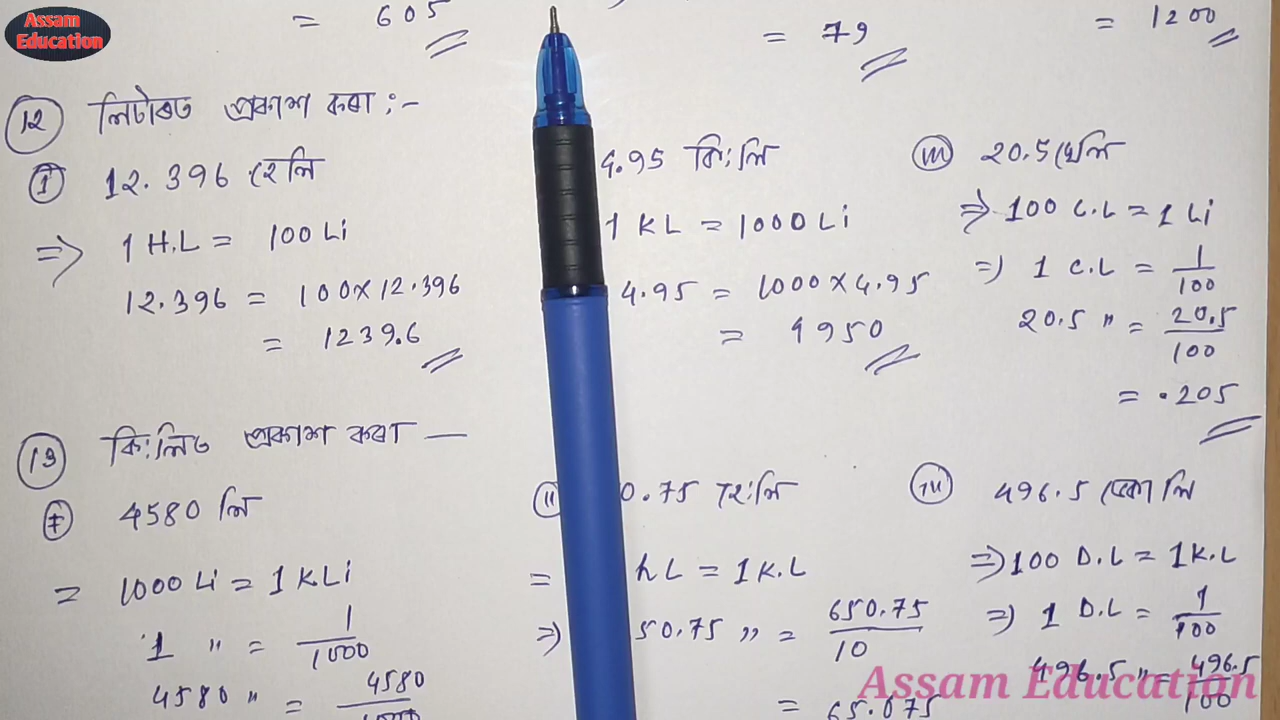 Assam
Education
= 605
= 79
= 1200
12 লিটাৰত প্ৰকাশ কৰা :-
i 12.396 হেলি
⇒ 1 H.L = 100 Li
12.396 = 100 × 12.396
= 1239.6
4.95 কি:লি
1 KL = 1000 Li
4.95 = 1000 × 4.95
= 4950
iii 20.5 ছেলি
⇒ 100 C.L = 1 Li
⇒ 1 C.L = 1/100
20.5 " = 20.5/100
= .205
13 কি:লিত প্ৰকাশ কৰা —
i 4580 লি
= 1000 Li = 1 K.Li
1 " = 1/1000
4580 " = 4580/1000
ii 0.75 হে:লি
= hL = 1 K.L
⇒ 50.75 " = 650.75/10
= 65.075
iii 496.5 ডেকা লি
⇒ 100 D.L = 1 K.L
⇒ 1 D.L = 1/100
496.5 " = 496.5/100
Assam Education